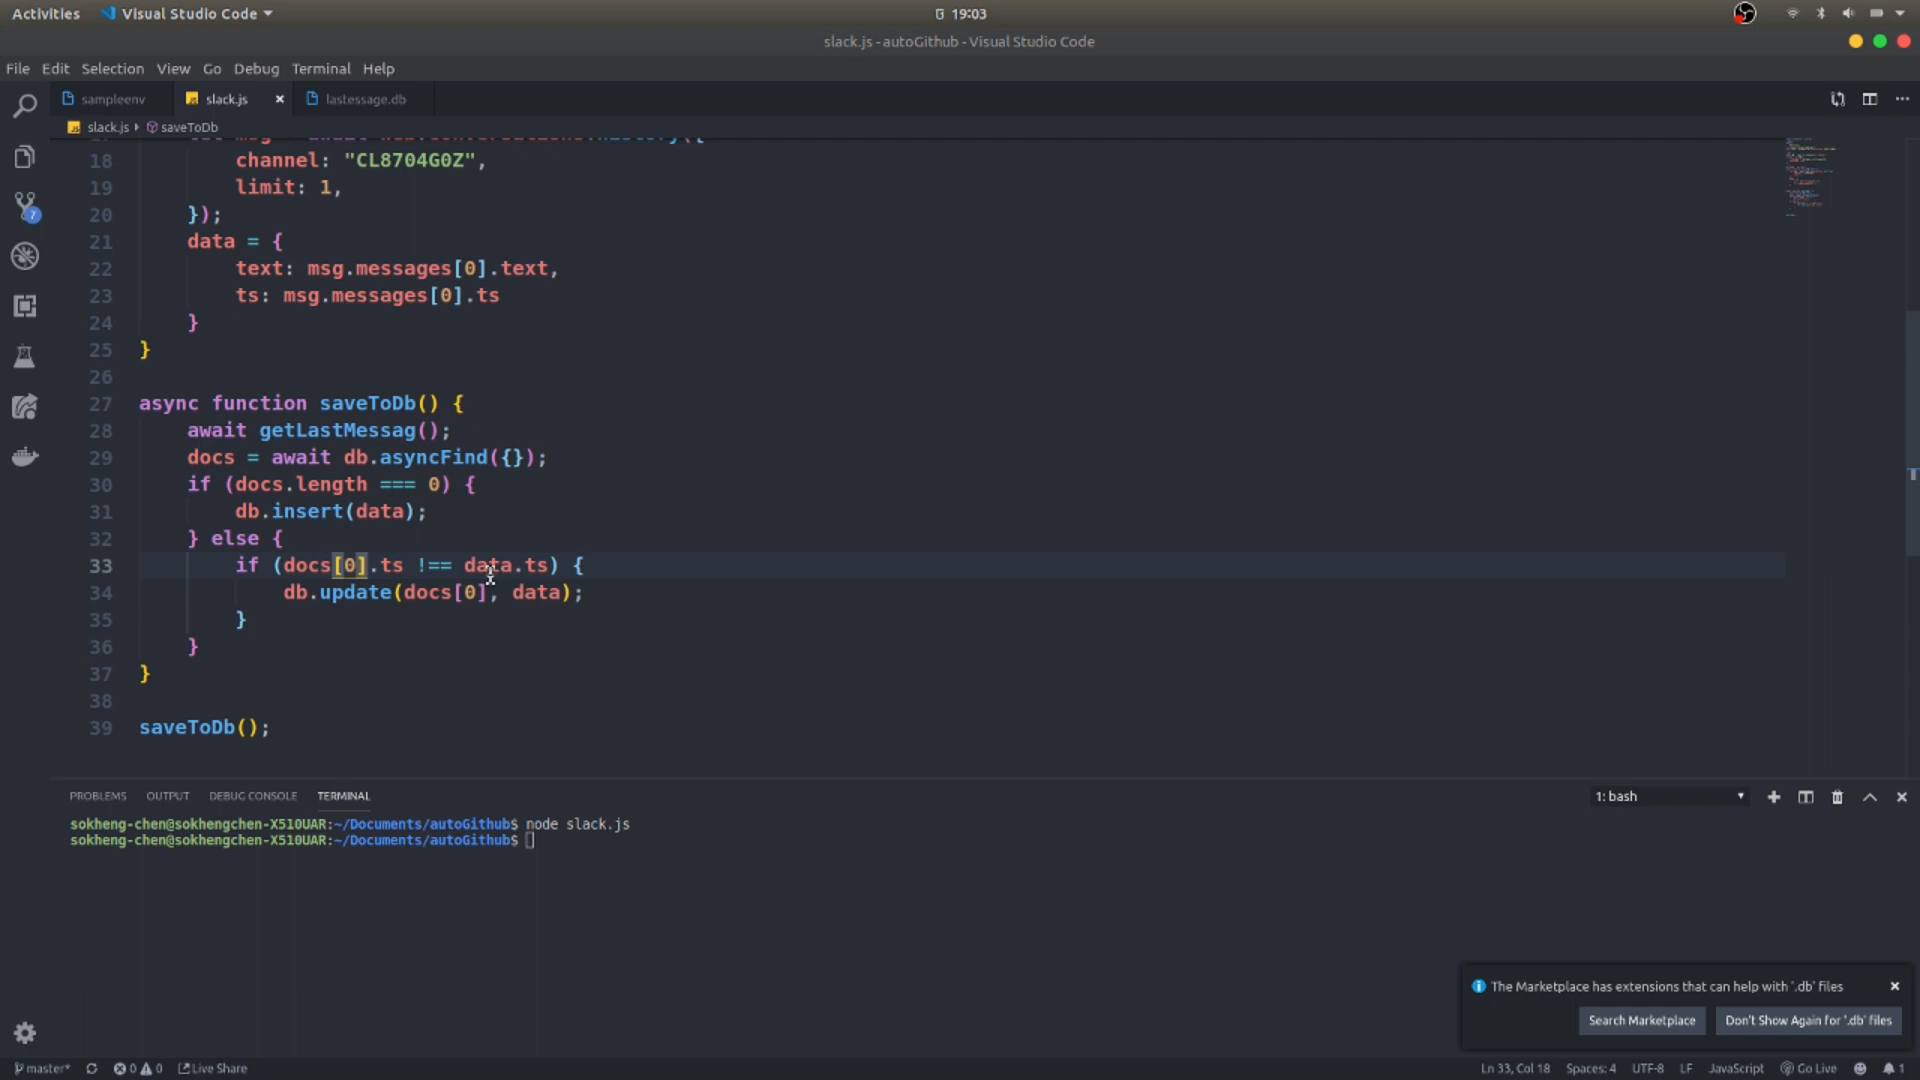 Activities Visual Studio Code 19:03
slack.js - autoGithub - Visual Studio Code
File Edit Selection View Go Debug Terminal Help
sampleenv slack.js lastessage.db
slack.js saveToDb
18 channel: "CL8704G0Z",
19 limit: 1,
20 });
21 data = {
22 text: msg.messages[0].text,
23 ts: msg.messages[0].ts
24 }
25 }
26
27 async function saveToDb() {
28 await getLastMessag();
29 docs = await db.asyncFind({});
30 if (docs.length === 0) {
31 db.insert(data);
32 } else {
33 if (docs[0].ts !== data.ts) {
34 db.update(docs[0], data);
35 }
36 }
37 }
38
39 saveToDb();
7
PROBLEMS OUTPUT DEBUG CONSOLE TERMINAL 1: bash
sokheng-chen@sokhengchen-X510UAR:~/Documents/autoGithub$ node slack.js
sokheng-chen@sokhengchen-X510UAR:~/Documents/autoGithub$
The Marketplace has extensions that can help with '.db' files
Search Marketplace Don't Show Again for '.db' files
master* 0 0 Live Share Ln 33, Col 18 Spaces: 4 UTF-8 LF JavaScript Go Live 1